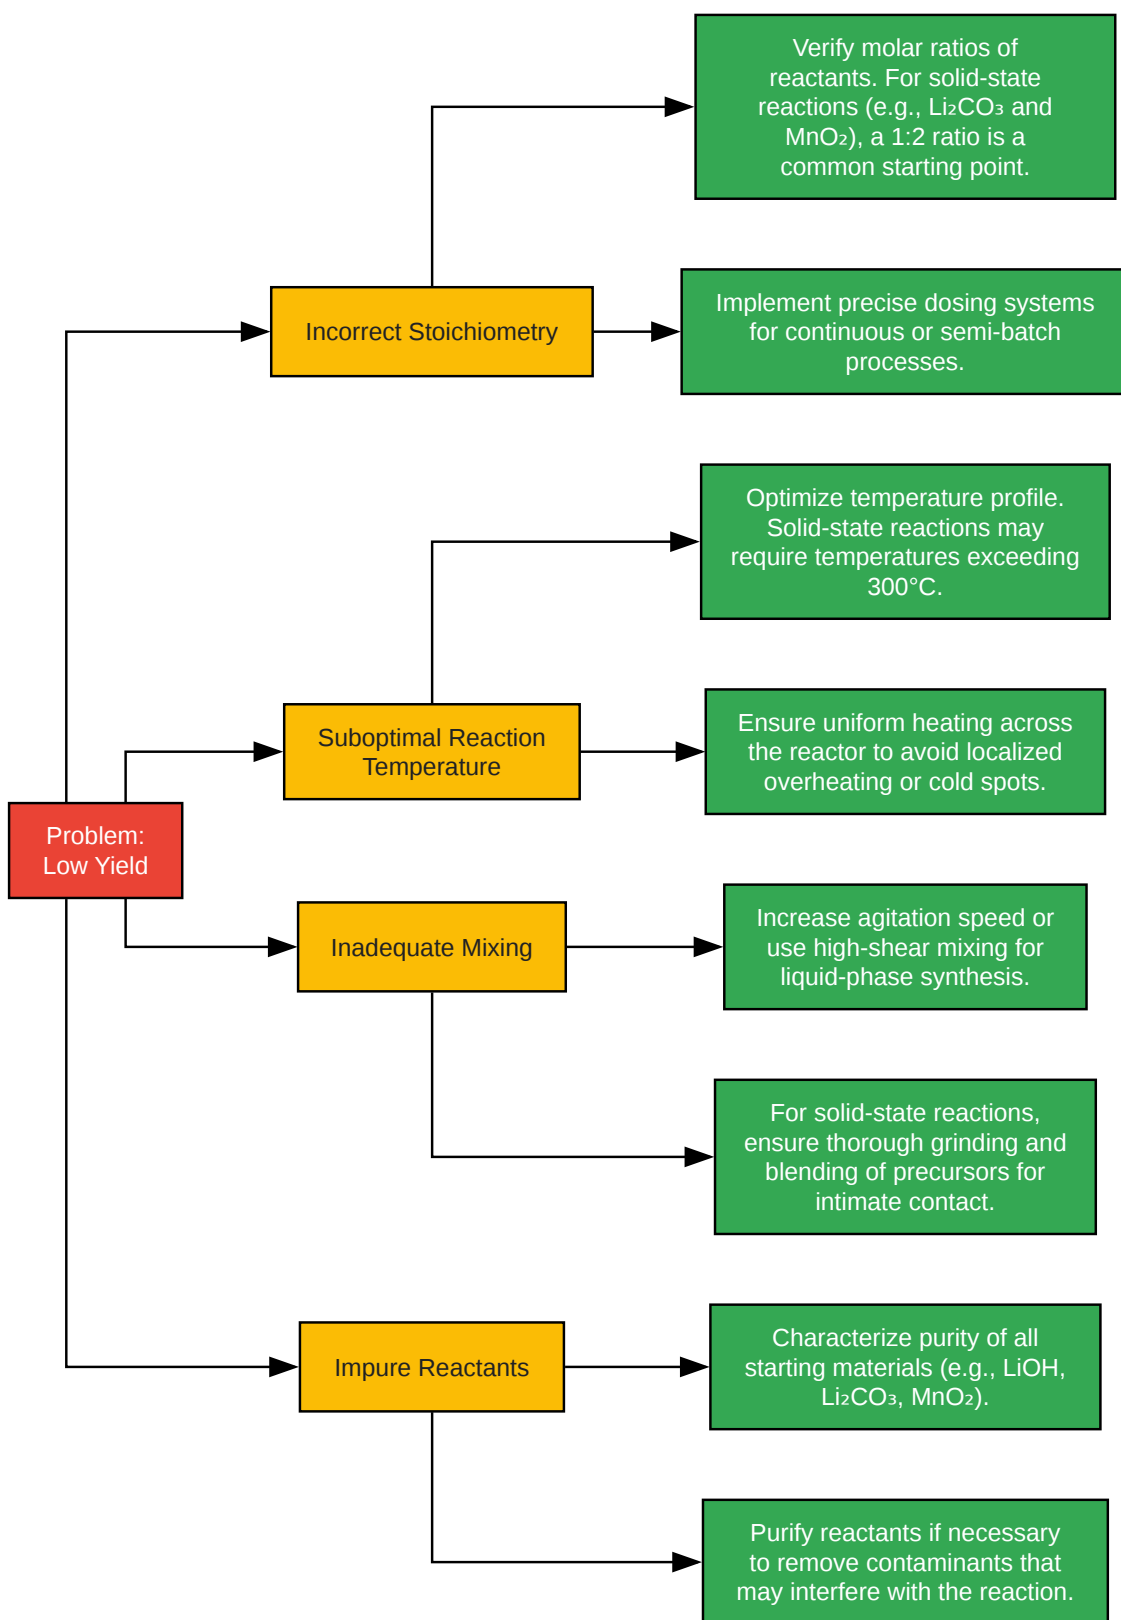 Verify molar ratios of
reactants. For solid-state
reactions (e.g., Li₂CO₃ and
MnO₂), a 1:2 ratio is a
common starting point.
Implement precise dosing systems
for continuous or semi-batch
processes.
Incorrect Stoichiometry
Optimize temperature profile.
Solid-state reactions may
require temperatures exceeding
300°C.
Ensure uniform heating across
the reactor to avoid localized
overheating or cold spots.
Suboptimal Reaction
Temperature
Problem:
Low Yield
Inadequate Mixing
Increase agitation speed or
use high-shear mixing for
liquid-phase synthesis.
For solid-state reactions,
ensure thorough grinding and
blending of precursors for
intimate contact.
Impure Reactants
Characterize purity of all
starting materials (e.g., LiOH,
Li₂CO₃, MnO₂).
Purify reactants if necessary
to remove contaminants that
may interfere with the reaction.